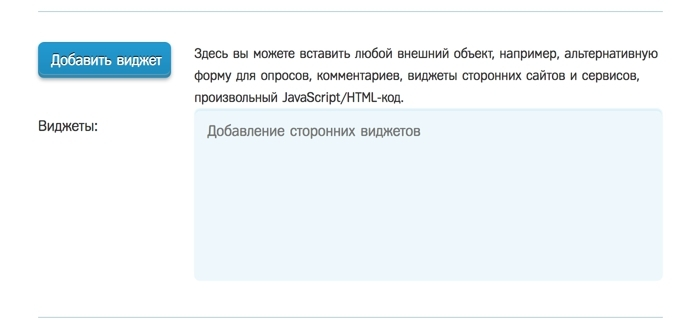 Добавить виджет
Здесь вы можете вставить любой внешний объект, например, альтернативную
форму для опросов, комментариев, виджеты сторонних сайтов и сервисов,
произвольный JavaScript/HTML-код.
Виджеты:
Добавление сторонних виджетов